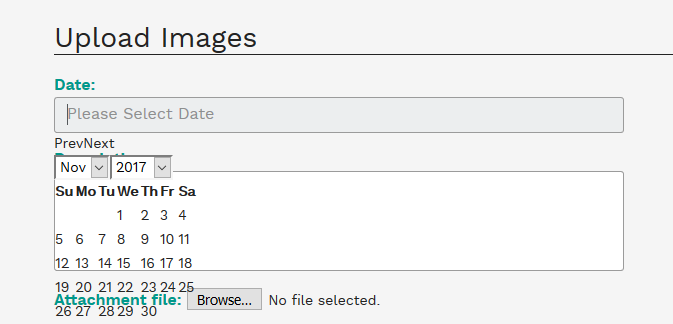 Upload Images
Date:
Please Select Date
PrevNext
Nov 2017
Su Mo Tu We Th Fr Sa
1 2 3 4
5 6 7 8 9 10 11
12 13 14 15 16 17 18
19 20 21 22 23 24 25
Attachment file: Browse... No file selected.
26 27 28 29 30